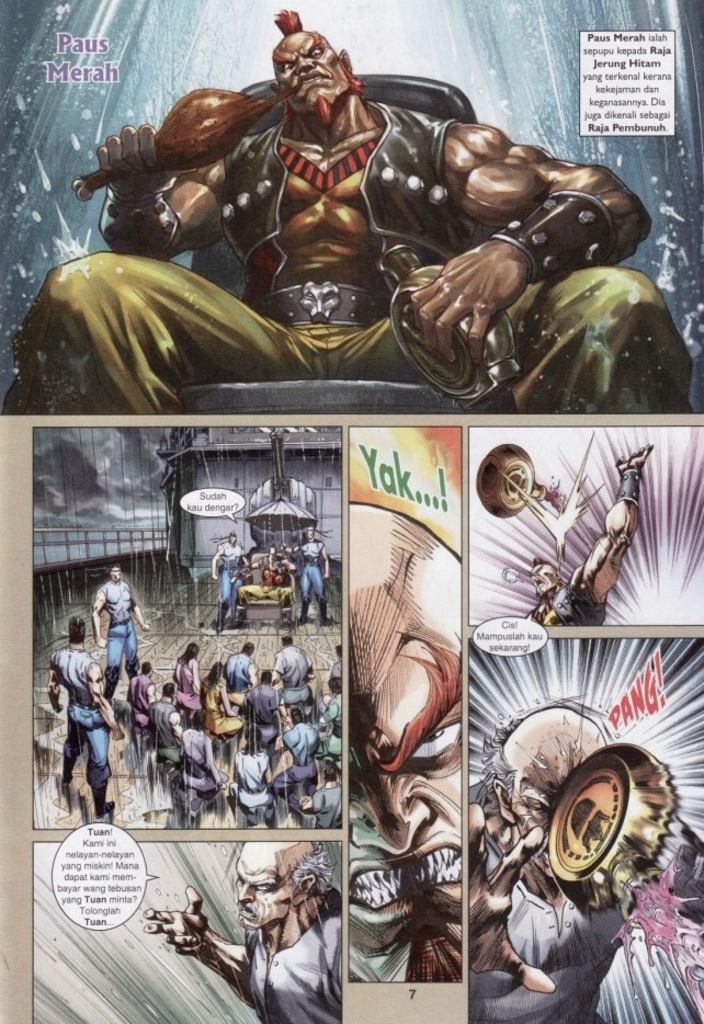 Paus
Merah
Paus Merah ialah
sepupu kepada Raja
Jerung Hitam
yang terkenal kerana
kekejaman dan
keganasannya. Dia
juga dikenali sebagai
Raja Pembunuh.
Sudah
kau dengar?
Tuan!
Kami ini
nelayan-nelayan
yang miskin! Mana
dapat kami mem-
bayar wang tebusan
yang Tuan minta?
Tolonglah
Tuan...
Yak...!
Cis!
Mampuslah kau
sekarang!
PANG!
7